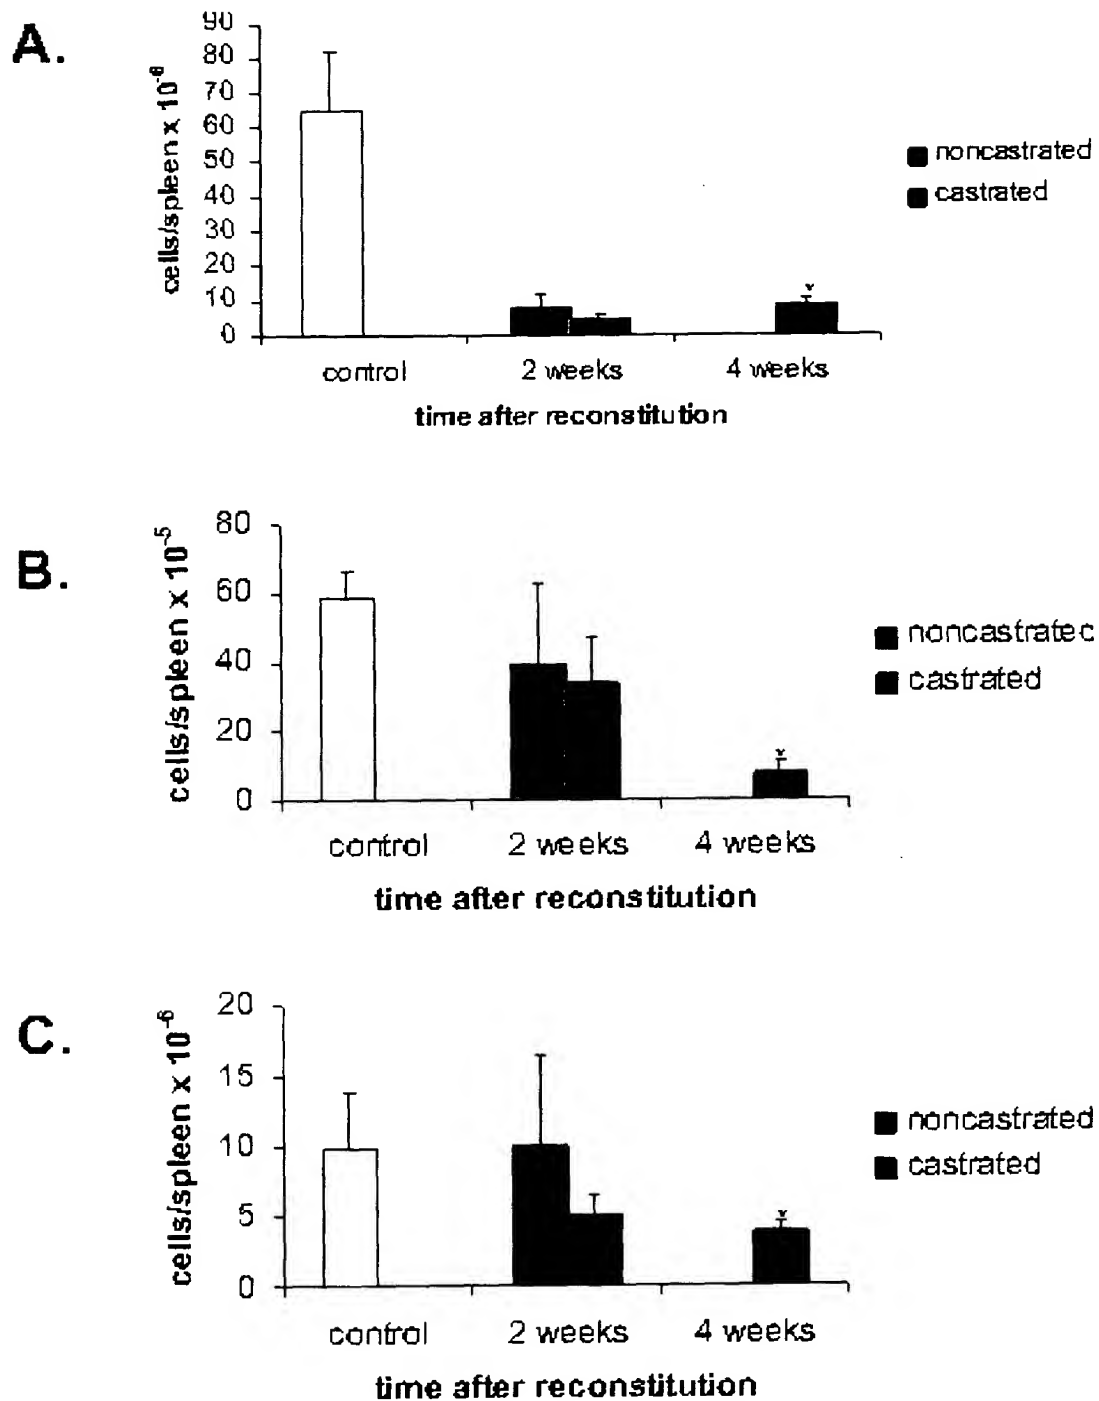 A.
cells/spleen x 10-6
90
80
70
60
50
40
30
20
10
0
noncastrated
castrated
*
control 2 weeks 4 weeks
time after reconstitution
B.
cells/spleen x 10-5
80
60
40
20
0
noncastratec
castrated
*
control 2 weeks 4 weeks
time after reconstitution
C.
cells/spleen x 10-6
20
15
10
5
0
noncastrated
castrated
*
control 2 weeks 4 weeks
time after reconstitution